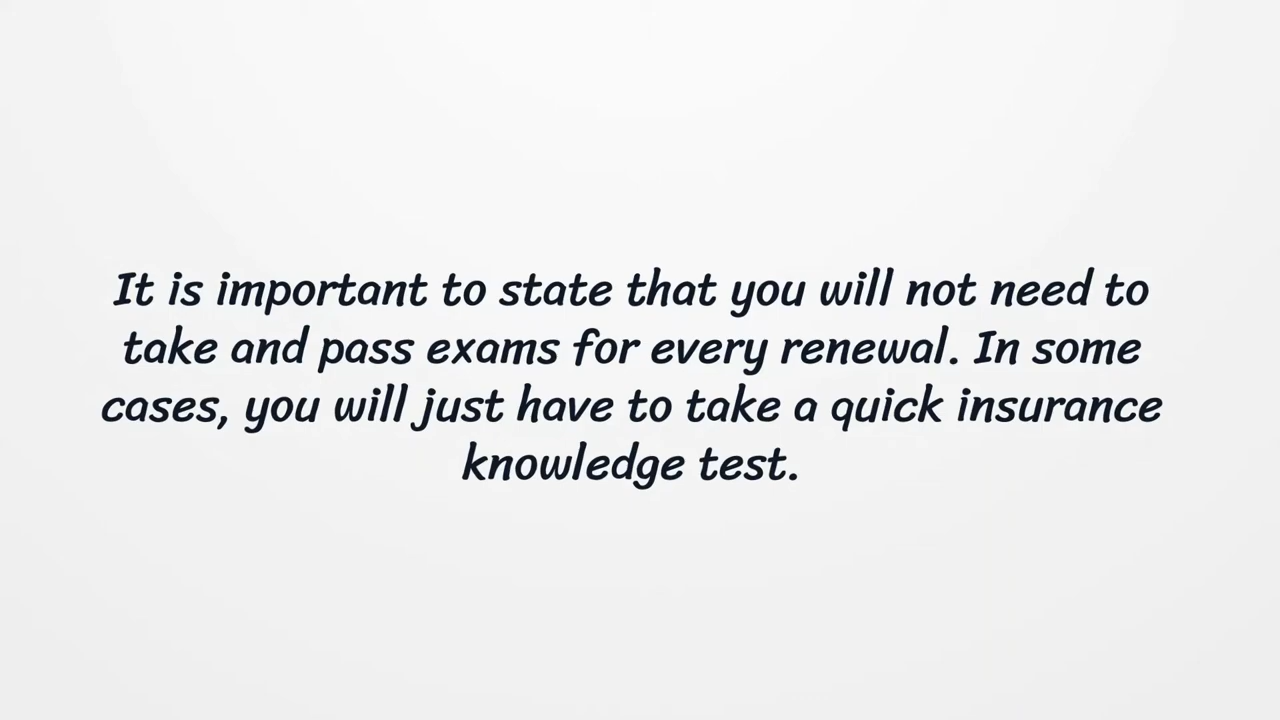 It is important to state that you will not need to
take and pass exams for every renewal. In some
cases, you will just have to take a quick insurance
knowledge test.